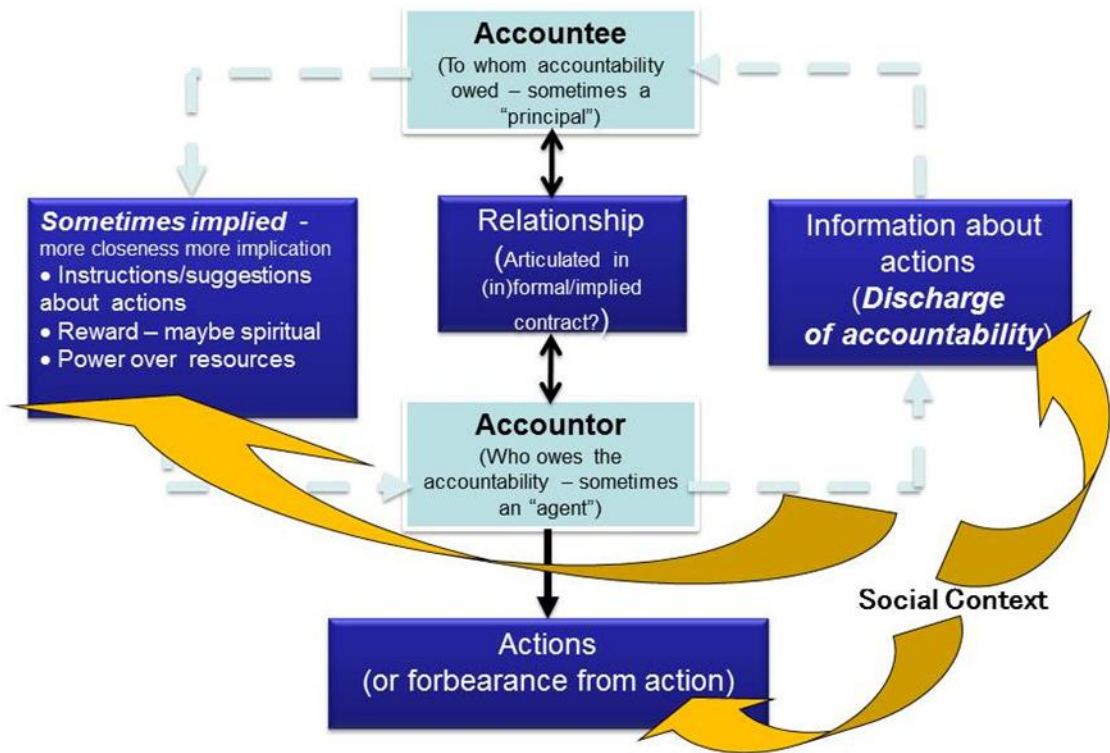 Accountee
(To whom accountability
owed – sometimes a
“principal”)
Sometimes implied -
more closeness more implication
• Instructions/suggestions
about actions
• Reward – maybe spiritual
• Power over resources
Relationship
(Articulated in
(in)formal/implied
contract?)
Information about
actions
(Discharge
of accountability)
Accountor
(Who owes the
accountability – sometimes
an “agent”)
Social Context
Actions
(or forbearance from action)